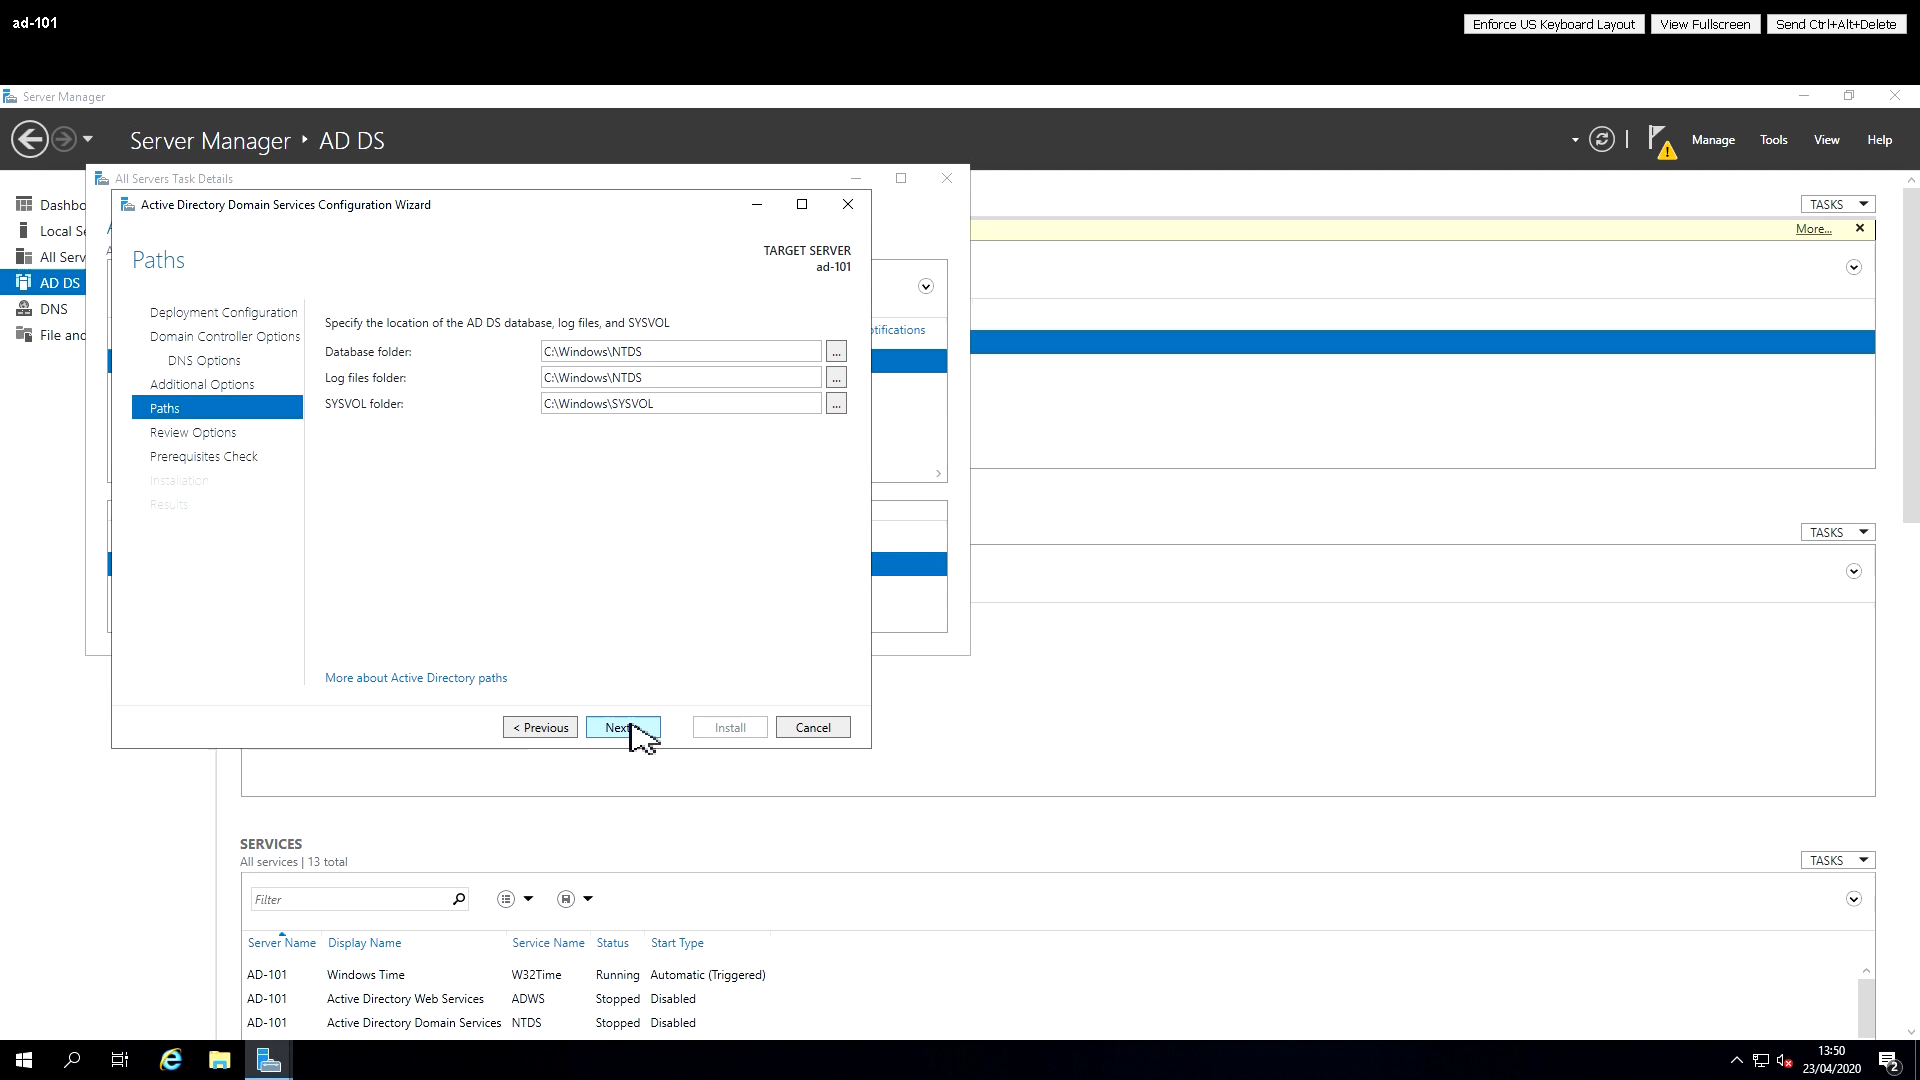 ad-101
Enforce US Keyboard Layout
View Fullscreen
Send Ctrl+Alt+Delete
Server Manager
Server Manager ‣ AD DS
Manage
Tools
View
Help
All Servers Task Details
Dashbo
Local Se
All Serv
AD DS
DNS
File and
TASKS
More...
Active Directory Domain Services Configuration Wizard
Paths
TARGET SERVER
ad-101
Deployment Configuration
Domain Controller Options
DNS Options
Additional Options
Paths
Review Options
Prerequisites Check
Installation
Results
Specify the location of the AD DS database, log files, and SYSVOL
Database folder: C:\Windows\NTDS ...
Log files folder: C:\Windows\NTDS ...
SYSVOL folder: C:\Windows\SYSVOL ...
More about Active Directory paths
< Previous
Next
Install
Cancel
otifications
TASKS
SERVICES
All services | 13 total
TASKS
Filter
Server Name Display Name Service Name Status Start Type
AD-101 Windows Time W32Time Running Automatic (Triggered)
AD-101 Active Directory Web Services ADWS Stopped Disabled
AD-101 Active Directory Domain Services NTDS Stopped Disabled
13:50
23/04/2020
2